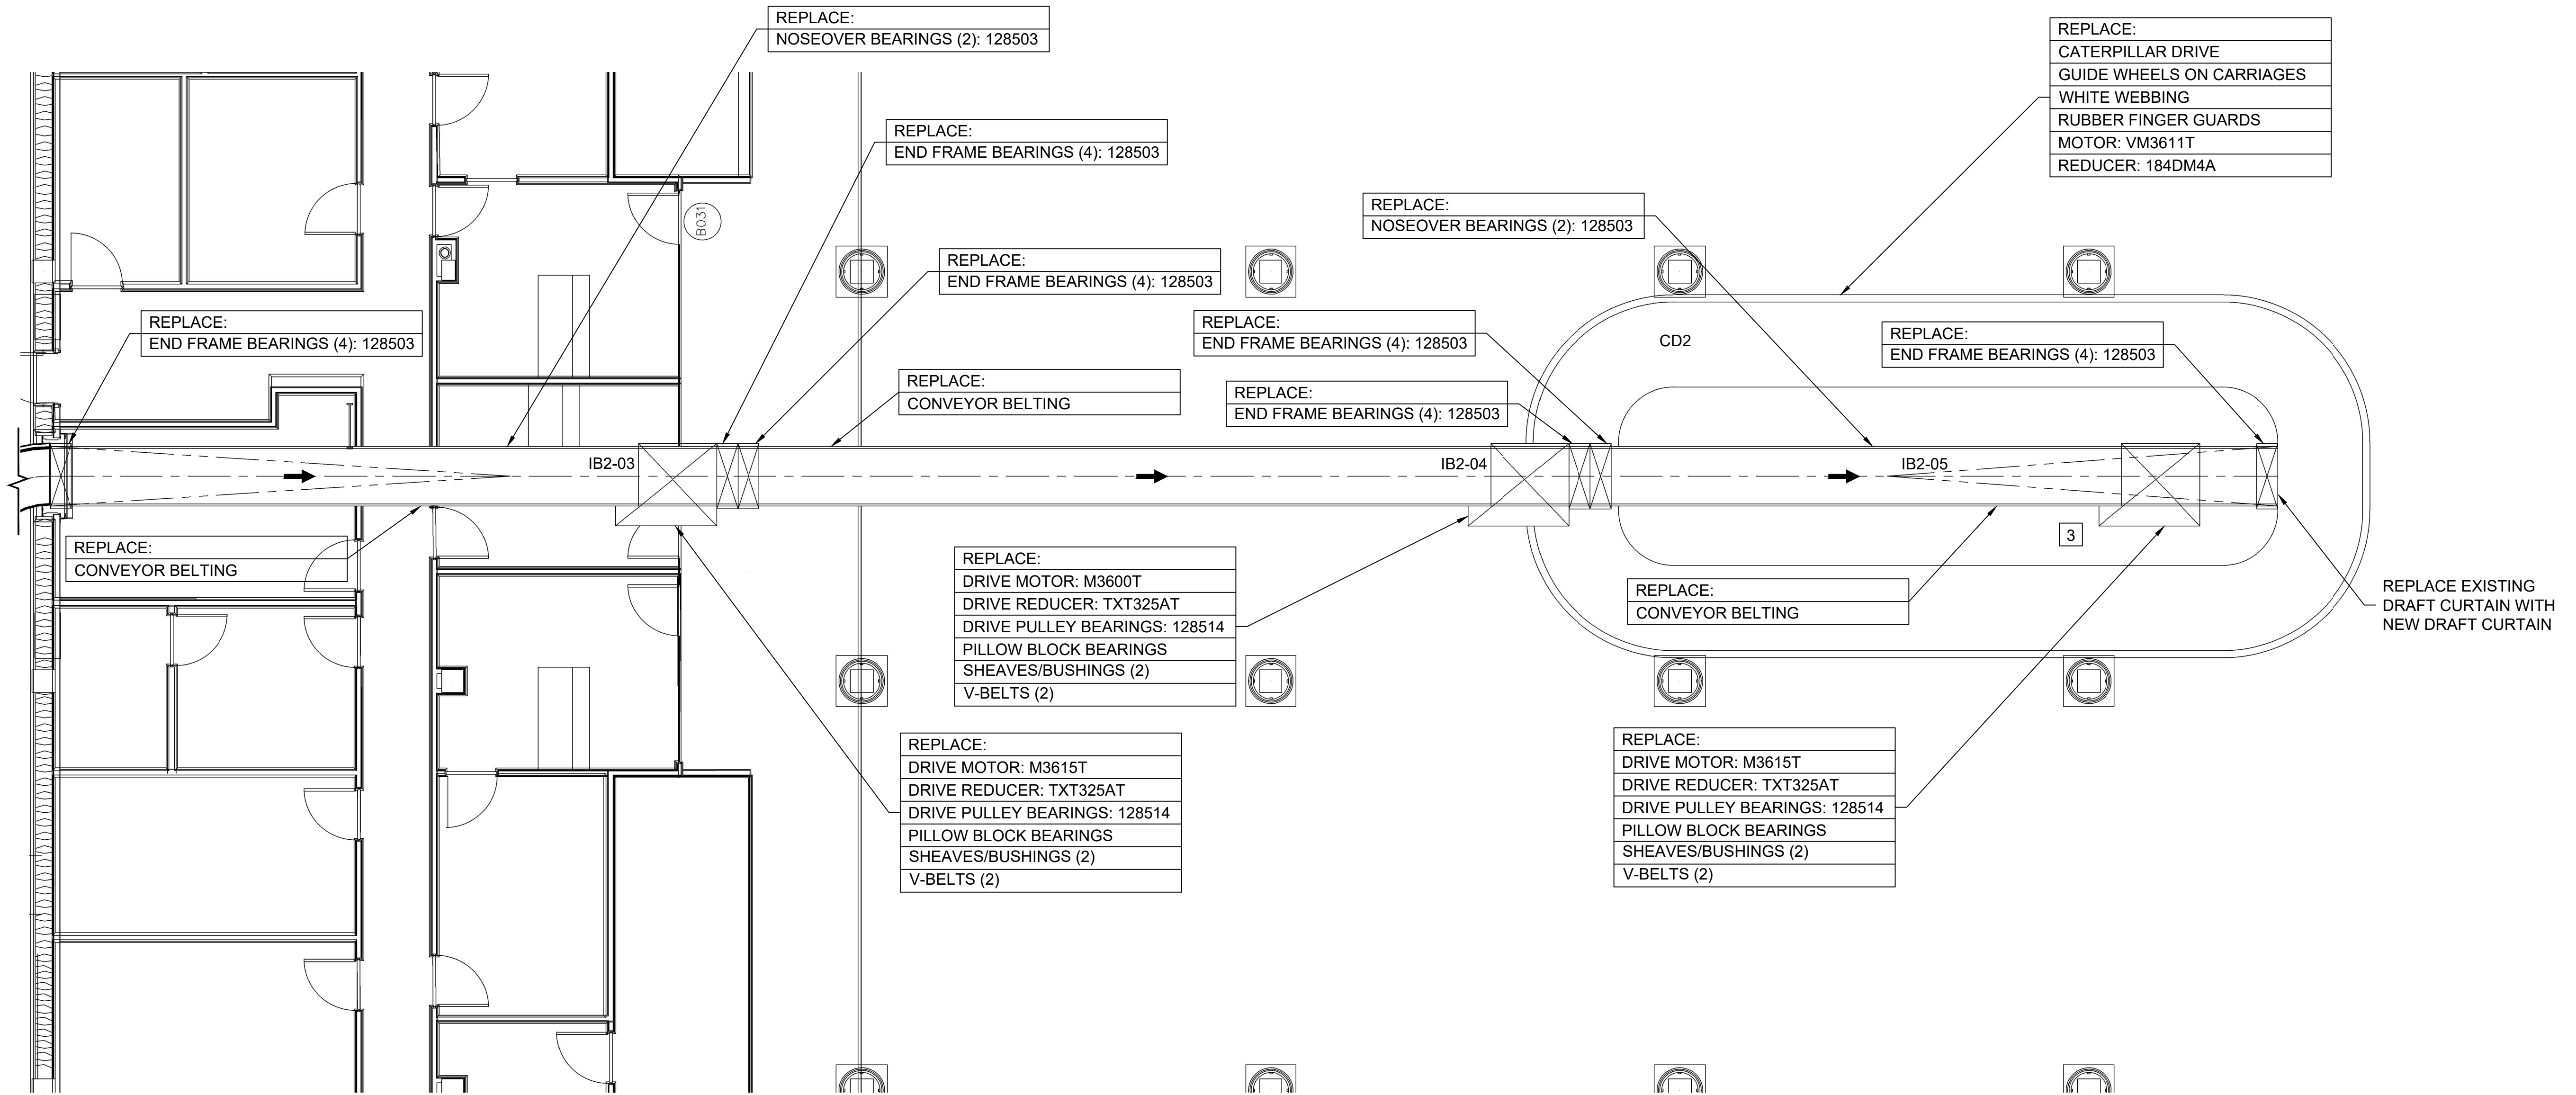 REPLACE:
NOSEOVER BEARINGS (2): 128503
REPLACE:
CATERPILLAR DRIVE
GUIDE WHEELS ON CARRIAGES
WHITE WEBBING
RUBBER FINGER GUARDS
MOTOR: VM3611T
REDUCER: 184DM4A
REPLACE:
END FRAME BEARINGS (4): 128503
REPLACE:
NOSEOVER BEARINGS (2): 128503
B031
REPLACE:
END FRAME BEARINGS (4): 128503
REPLACE:
END FRAME BEARINGS (4): 128503
REPLACE:
END FRAME BEARINGS (4): 128503
CD2
REPLACE:
END FRAME BEARINGS (4): 128503
REPLACE:
CONVEYOR BELTING
REPLACE:
END FRAME BEARINGS (4): 128503
IB2-03
IB2-04
IB2-05
3
REPLACE:
CONVEYOR BELTING
REPLACE:
DRIVE MOTOR: M3600T
DRIVE REDUCER: TXT325AT
DRIVE PULLEY BEARINGS: 128514
PILLOW BLOCK BEARINGS
SHEAVES/BUSHINGS (2)
V-BELTS (2)
REPLACE:
CONVEYOR BELTING
REPLACE EXISTING
DRAFT CURTAIN WITH
NEW DRAFT CURTAIN
REPLACE:
DRIVE MOTOR: M3615T
DRIVE REDUCER: TXT325AT
DRIVE PULLEY BEARINGS: 128514
PILLOW BLOCK BEARINGS
SHEAVES/BUSHINGS (2)
V-BELTS (2)
REPLACE:
DRIVE MOTOR: M3615T
DRIVE REDUCER: TXT325AT
DRIVE PULLEY BEARINGS: 128514
PILLOW BLOCK BEARINGS
SHEAVES/BUSHINGS (2)
V-BELTS (2)